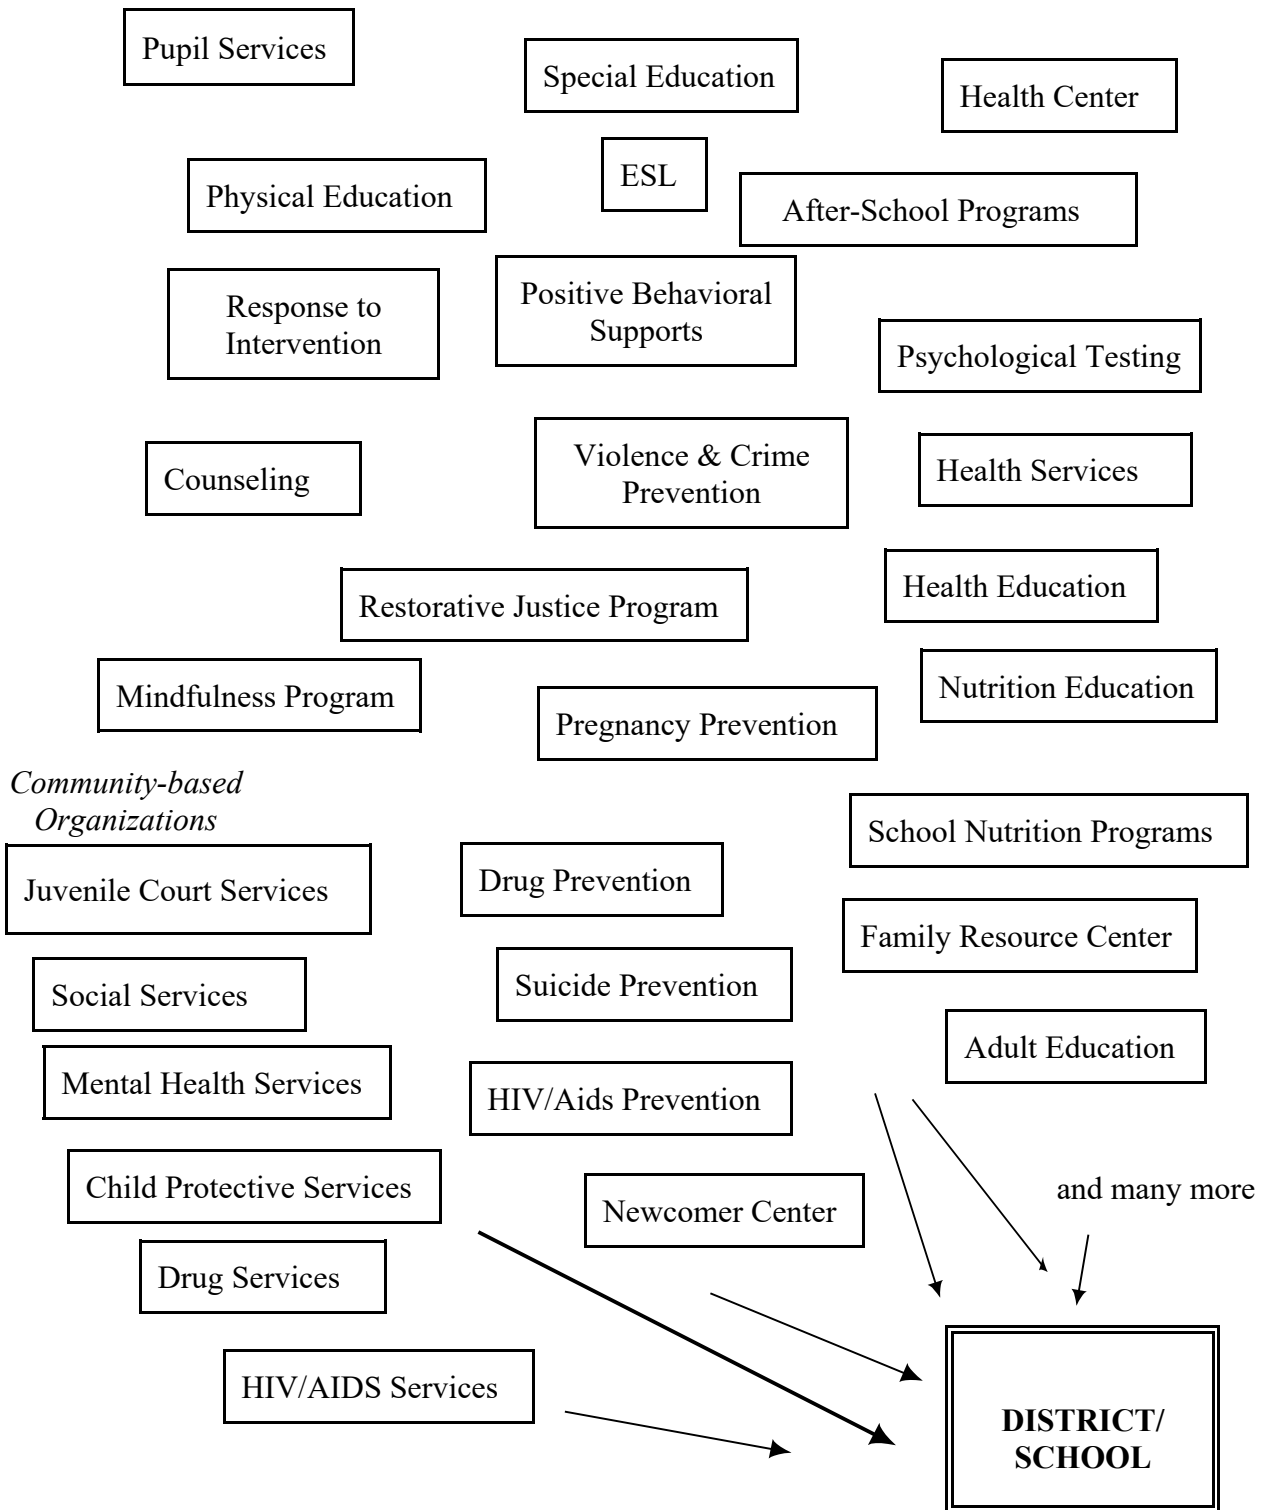 Pupil Services
Special Education
Health Center
ESL
Physical Education
After-School Programs
Response to
Intervention
Positive Behavioral
Supports
Psychological Testing
Counseling
Violence & Crime
Prevention
Health Services
Health Education
Restorative Justice Program
Mindfulness Program
Nutrition Education
Pregnancy Prevention
Community-based
Organizations
School Nutrition Programs
Juvenile Court Services
Drug Prevention
Family Resource Center
Social Services
Suicide Prevention
Adult Education
Mental Health Services
HIV/Aids Prevention
Child Protective Services
Newcomer Center
and many more
Drug Services
HIV/AIDS Services
DISTRICT/
SCHOOL